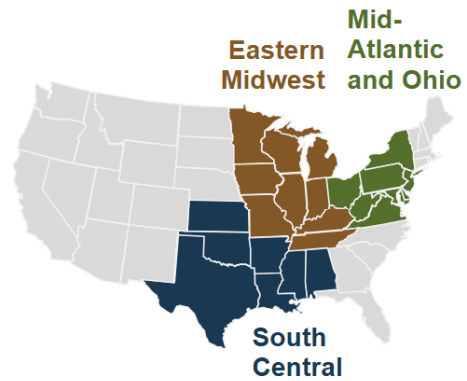 Eastern
Midwest
Mid-
Atlantic
and Ohio
South
Central